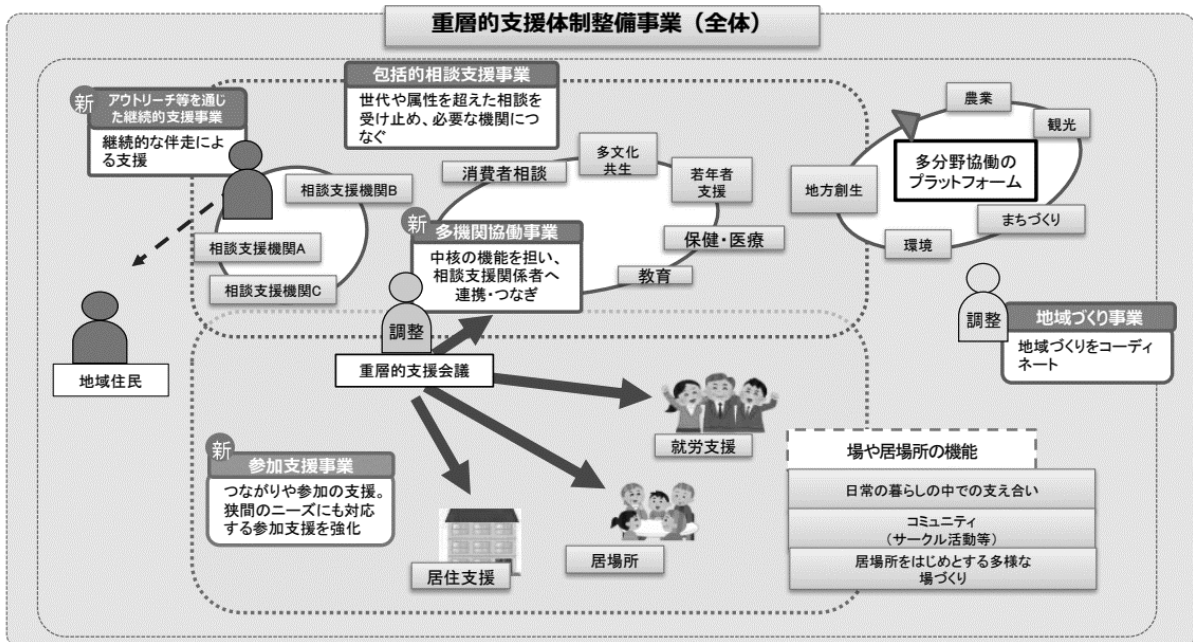 重層的支援体制整備事業（全体）
包括的相談支援事業
世代や属性を超えた相談を
受け止め、必要な機関につ
なぐ
新
アウトリーチ等を通じ
た継続的支援事業
継続的な伴走によ
る支援
相談支援機関B
相談支援機関A
相談支援機関C
地域住民
消費者相談
多文化
共生
若年者
支援
保健・医療
教育
新
多機関協働事業
中核の機能を担い、
相談支援関係者へ
連携・つなぎ
調整
重層的支援会議
農業
観光
多分野協働の
プラットフォーム
地方創生
まちづくり
環境
調整
地域づくり事業
地域づくりをコーディ
ネート
新
参加支援事業
つながりや参加の支援。
狭間のニーズにも対応
する参加支援を強化
就労支援
居場所
居住支援
場や居場所の機能
日常の暮らしの中での支え合い
コミュニティ
（サークル活動等）
居場所をはじめとする多様な
場づくり